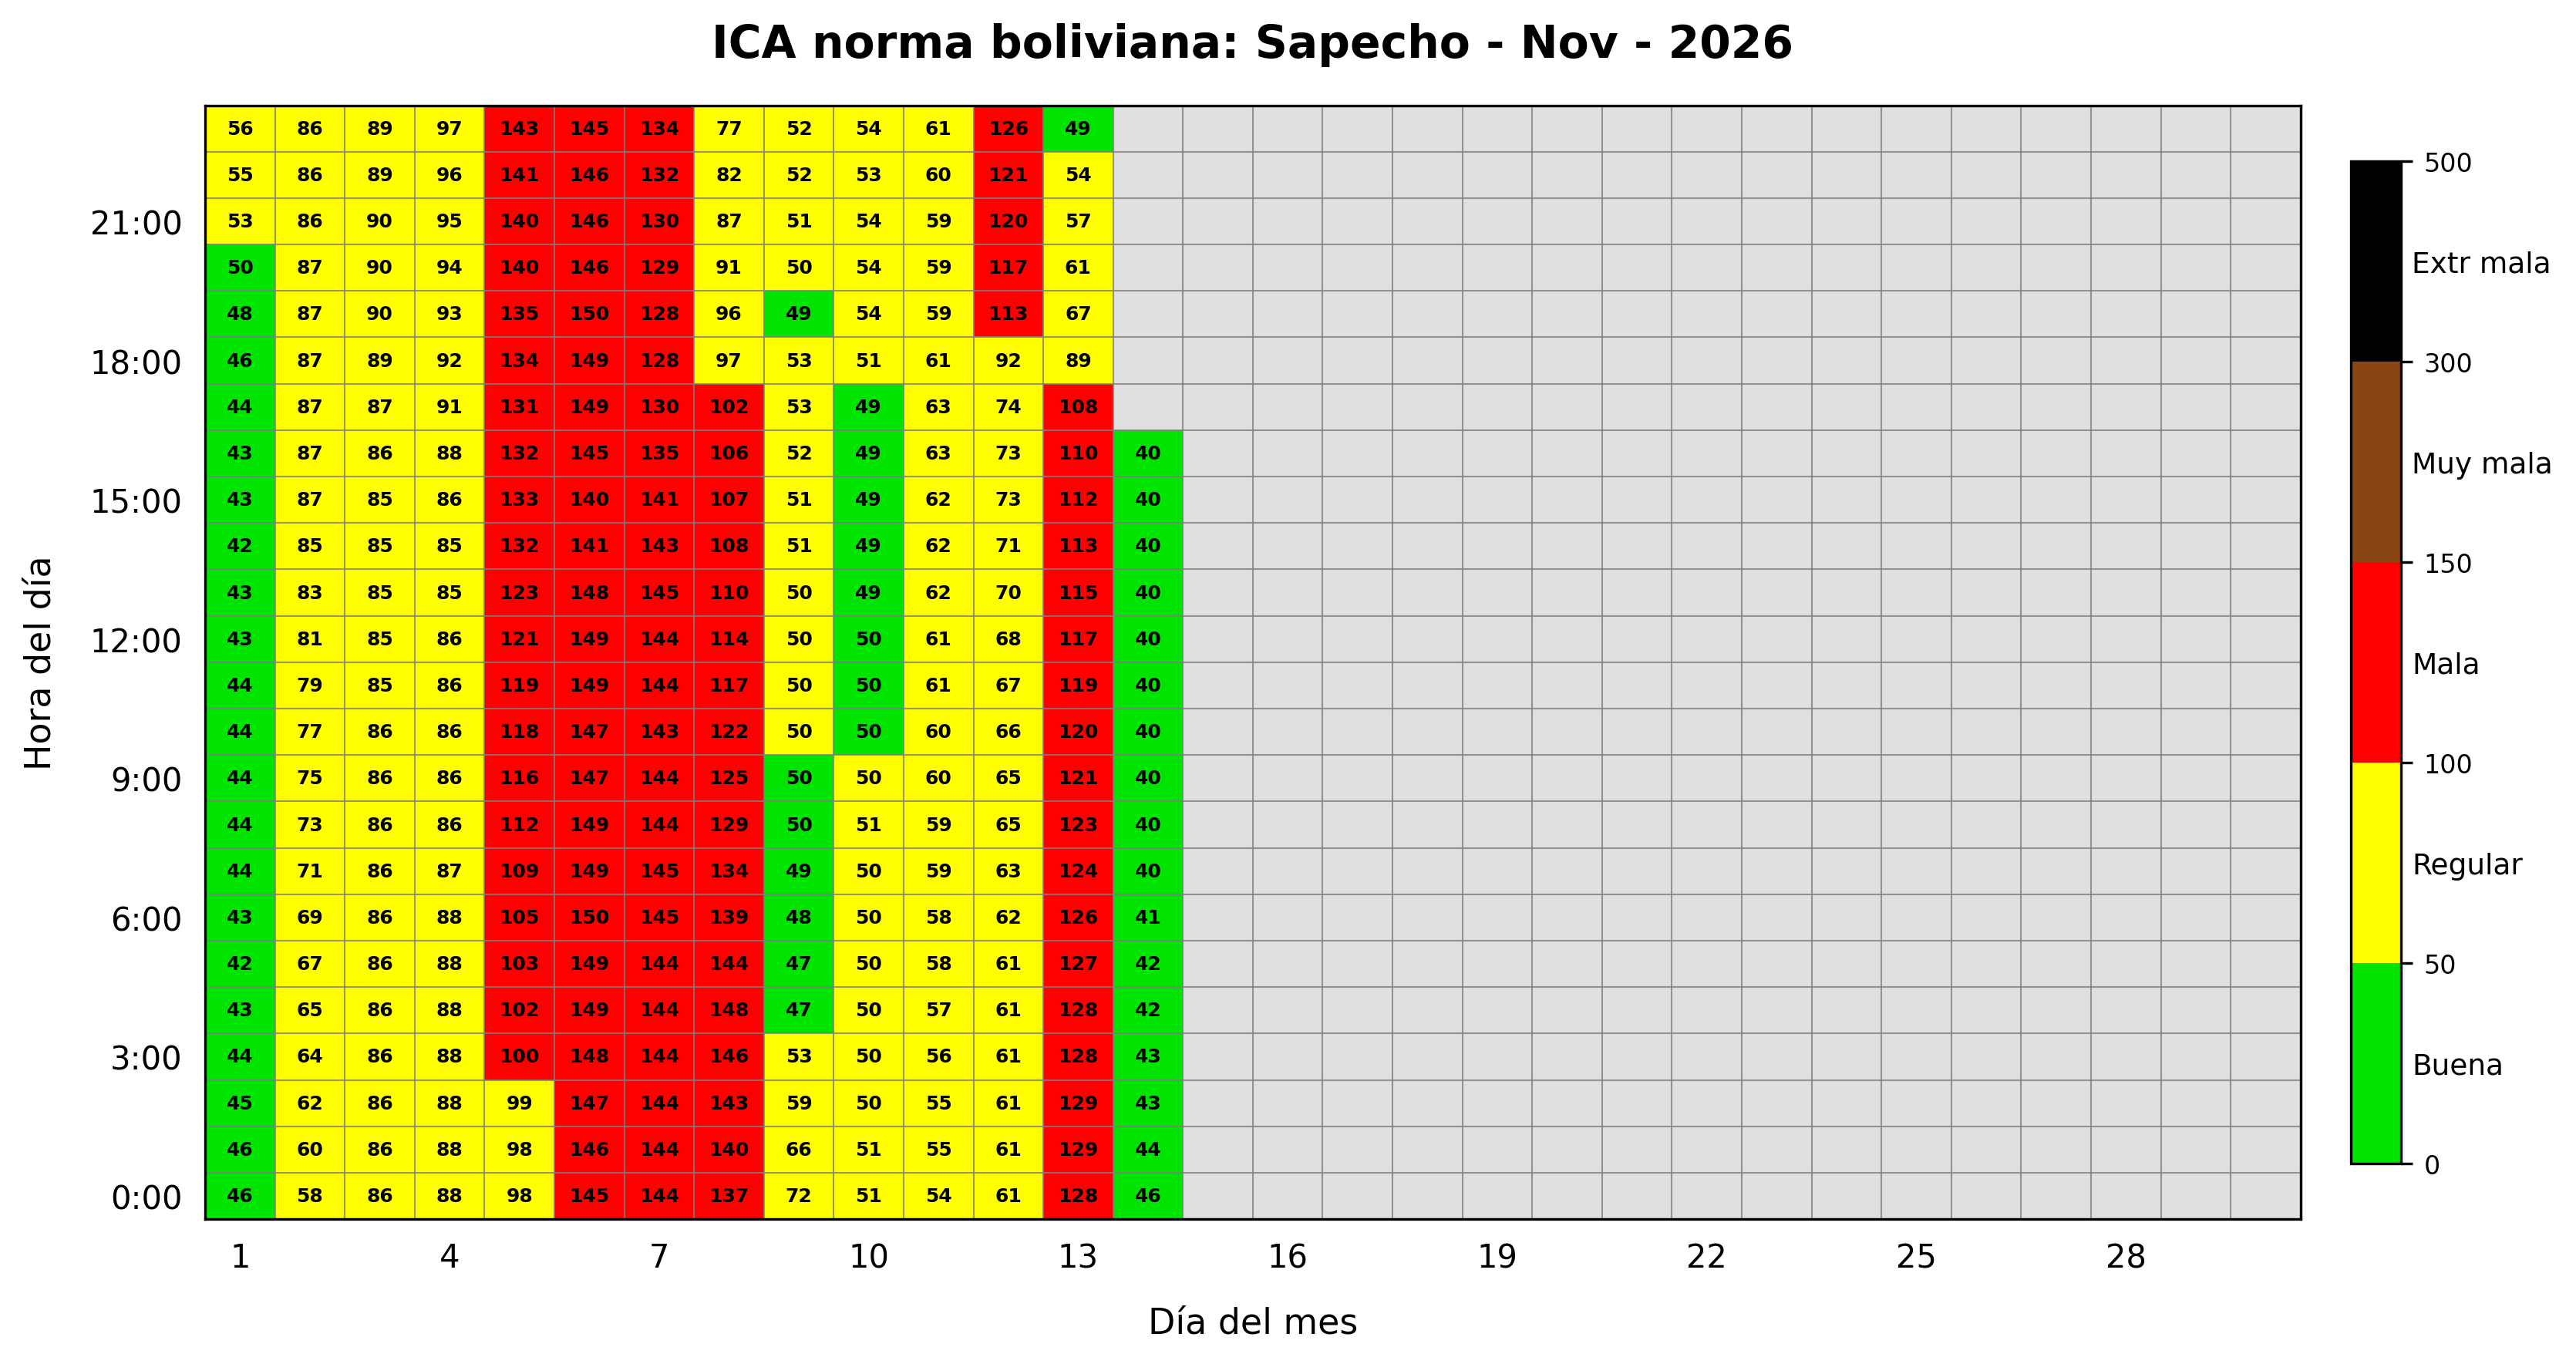 ICA norma boliviana: Sapecho - Nov - 2026
56 86 89 97 143 145 134 77 52 54 61 126 49
55 86 89 96 141 146 132 82 52 53 60 121 54
21:00 53 86 90 95 140 146 130 87 51 54 59 120 57
50 87 90 94 140 146 129 91 50 54 59 117 61
48 87 90 93 135 150 128 96 49 54 59 113 67
18:00 46 87 89 92 134 149 128 97 53 51 61 92 89
44 87 87 91 131 149 130 102 53 49 63 74 108
43 87 86 88 132 145 135 106 52 49 63 73 110 40
15:00 43 87 85 86 133 140 141 107 51 49 62 73 112 40
42 85 85 85 132 141 143 108 51 49 62 71 113 40
43 83 85 85 123 148 145 110 50 49 62 70 115 40
12:00 43 81 85 86 121 149 144 114 50 50 61 68 117 40
44 79 85 86 119 149 144 117 50 50 61 67 119 40
44 77 86 86 118 147 143 122 50 50 60 66 120 40
9:00 44 75 86 86 116 147 144 125 50 50 60 65 121 40
44 73 86 86 112 149 144 129 50 51 59 65 123 40
44 71 86 87 109 149 145 134 49 50 59 63 124 40
6:00 43 69 86 88 105 150 145 139 48 50 58 62 126 41
42 67 86 88 103 149 144 144 47 50 58 61 127 42
43 65 86 88 102 149 144 148 47 50 57 61 128 42
3:00 44 64 86 88 100 148 144 146 53 50 56 61 128 43
45 62 86 88 99 147 144 143 59 50 55 61 129 43
46 60 86 88 98 146 144 140 66 51 55 61 129 44
0:00 46 58 86 88 98 145 144 137 72 51 54 61 128 46
1 4 7 10 13 16 19 22 25 28
Día del mes
Hora del día
500
Extr mala
300
Muy mala
150
Mala
100
Regular
50
Buena
0